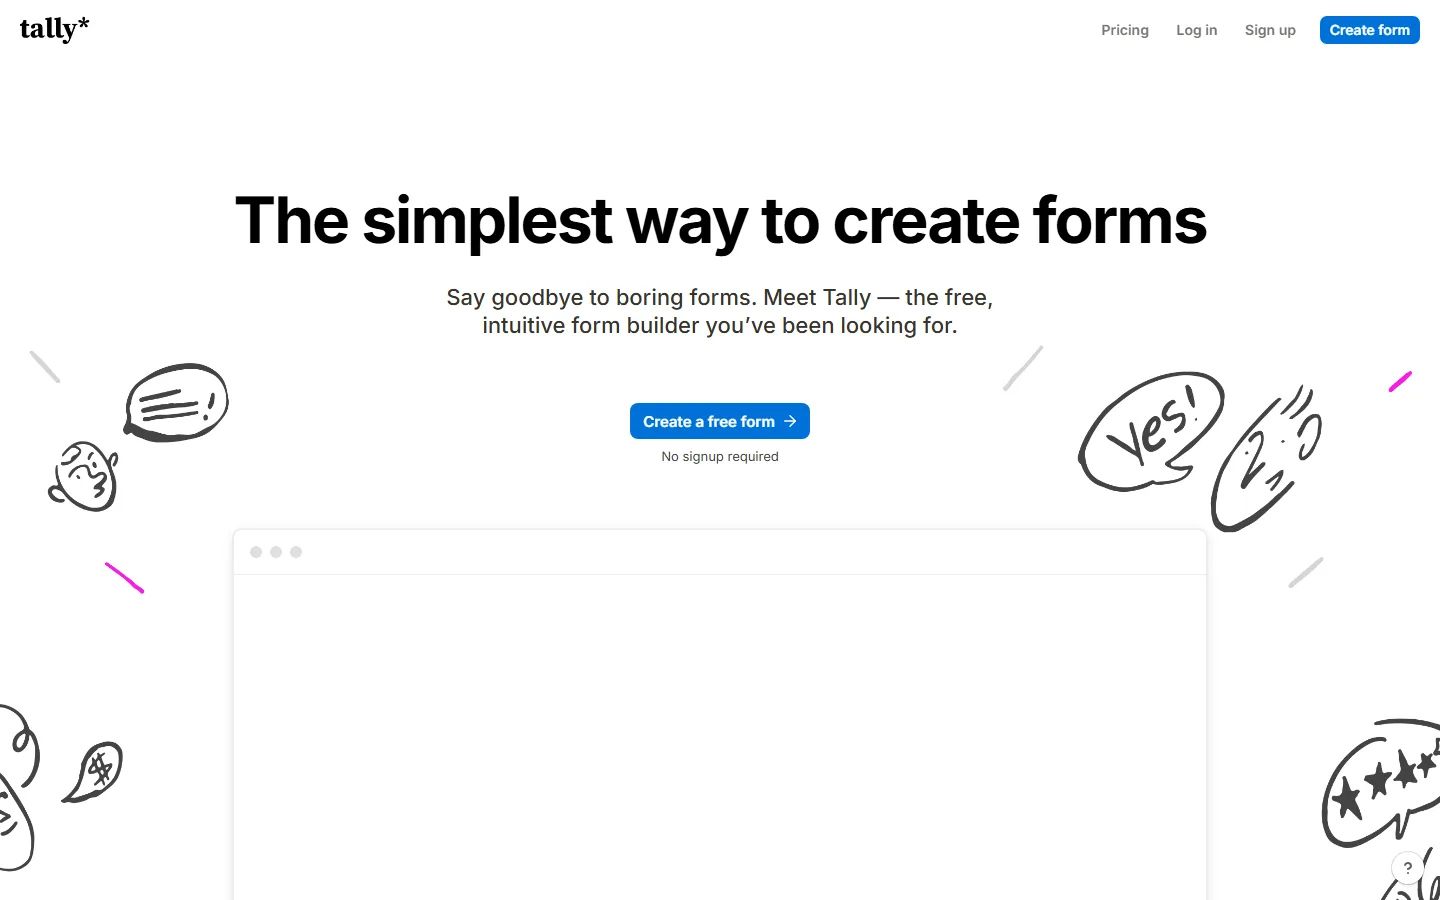 tally*
Pricing
Log in
Sign up
Create form
The simplest way to create forms
Say goodbye to boring forms. Meet Tally — the free,
intuitive form builder you’ve been looking for.
Create a free form →
No signup required
!
yes!
$
?